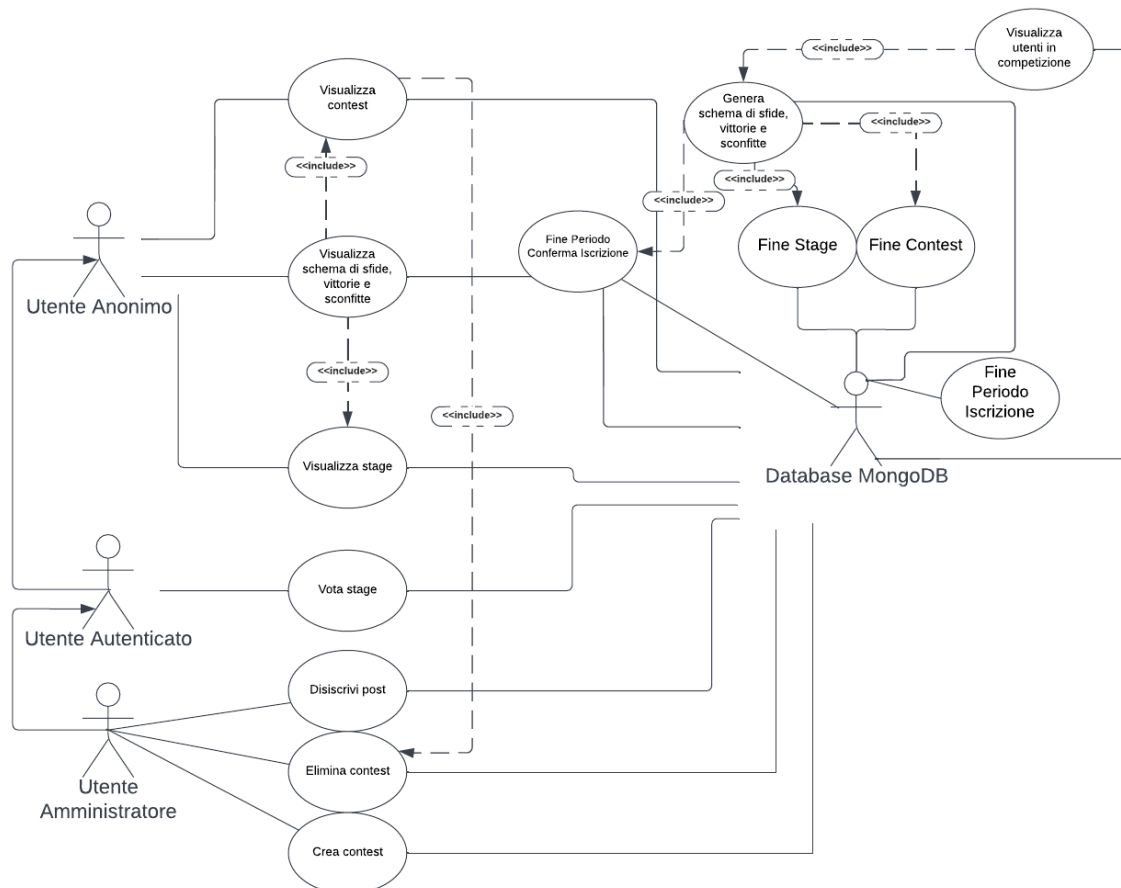 Visualizza
utenti in
competizione
<<include>>
Visualizza
contest
Genera
schema di sfide,
vittorie e
sconfitte
<<include>>
<<include>>
<<include>>
<<include>>
Fine Periodo
Conferma Iscrizione
Fine Stage
Fine Contest
Visualizza
schema di sfide,
vittorie e
sconfitte
Utente Anonimo
<<include>>
Fine
Periodo
Iscrizione
<<include>>
Visualizza stage
Database MongoDB
Vota stage
Utente Autenticato
Disiscrivi post
Elimina contest
Utente
Amministratore
Crea contest